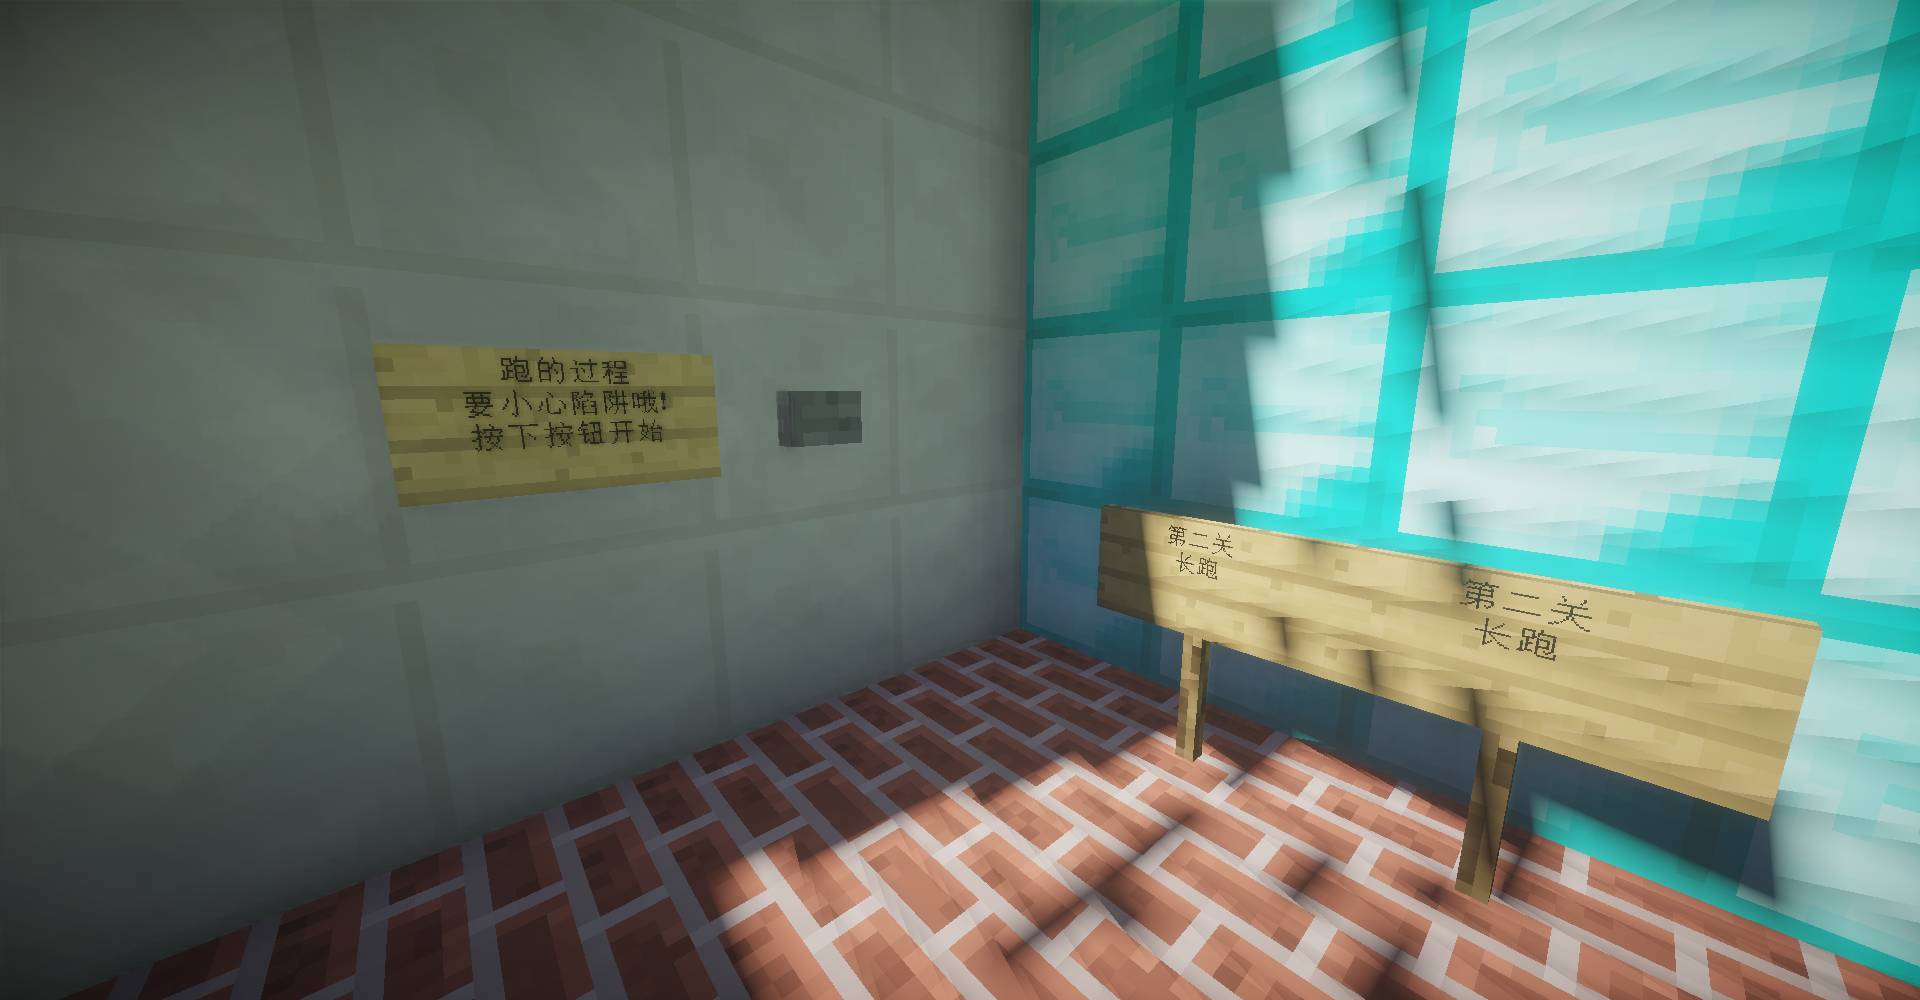 跑的过程
要小心陷阱哦!
按下按钮开始
第二关
长跑
第二关
长跑